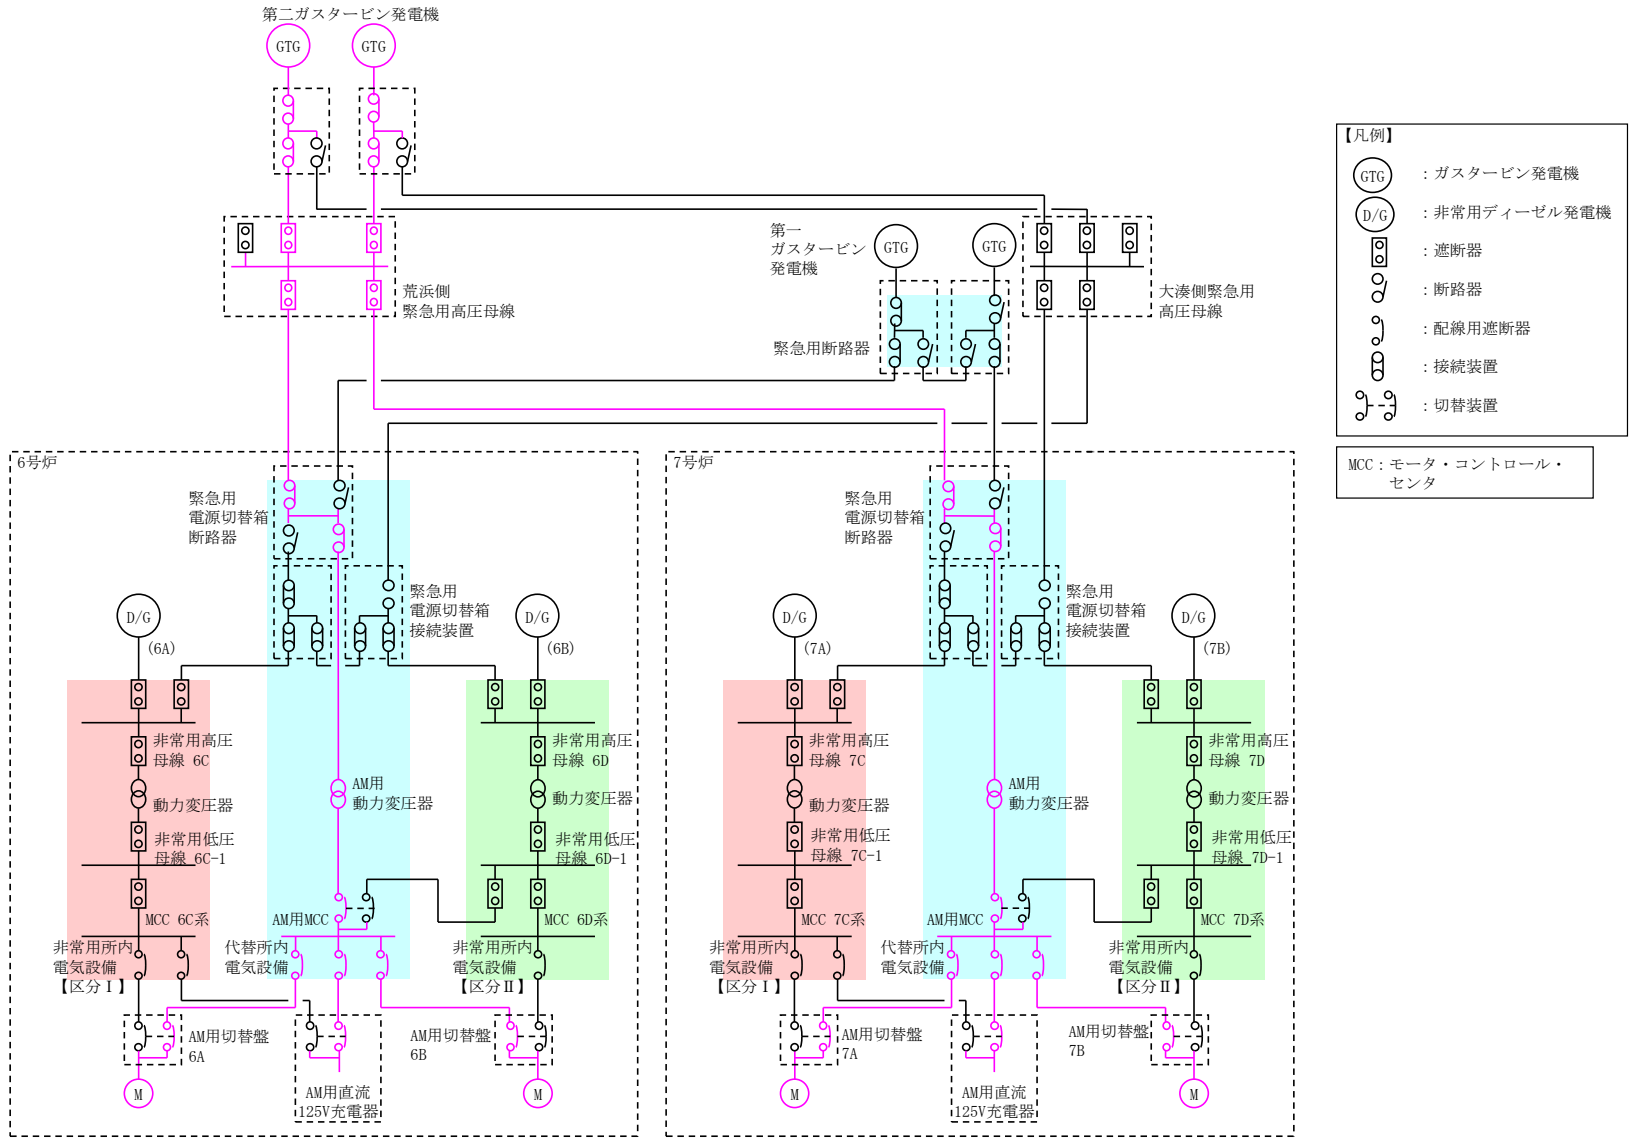 第二ガスタービン発電機
GTG
GTG
第一
ガスタービン
発電機
GTG
GTG
荒浜側
緊急用高圧母線
大湊側緊急用
高圧母線
緊急用断路器
【凡例】
GTG
：ガスタービン発電機
D/G
：非常用ディーゼル発電機
：遮断器
：断路器
：配線用遮断器
：接続装置
：切替装置
MCC：モータ・コントロール・
センタ
6号炉
緊急用
電源切替箱
断路器
緊急用
電源切替箱
接続装置
D/G
(6A)
D/G
(6B)
非常用高圧
母線 6C
動力変圧器
非常用低圧
母線 6C-1
MCC 6C系
非常用所内
電気設備
【区分Ⅰ】
AM用
動力変圧器
AM用MCC
代替所内
電気設備
非常用高圧
母線 6D
動力変圧器
非常用低圧
母線 6D-1
MCC 6D系
非常用所内
電気設備
【区分Ⅱ】
AM用切替盤
6A
AM用切替盤
6B
M
AM用直流
125V充電器
M
7号炉
緊急用
電源切替箱
断路器
緊急用
電源切替箱
接続装置
D/G
(7A)
D/G
(7B)
非常用高圧
母線 7C
動力変圧器
非常用低圧
母線 7C-1
MCC 7C系
非常用所内
電気設備
【区分Ⅰ】
AM用
動力変圧器
AM用MCC
代替所内
電気設備
非常用高圧
母線 7D
動力変圧器
非常用低圧
母線 7D-1
MCC 7D系
非常用所内
電気設備
【区分Ⅱ】
AM用切替盤
7A
AM用切替盤
7B
M
AM用直流
125V充電器
M